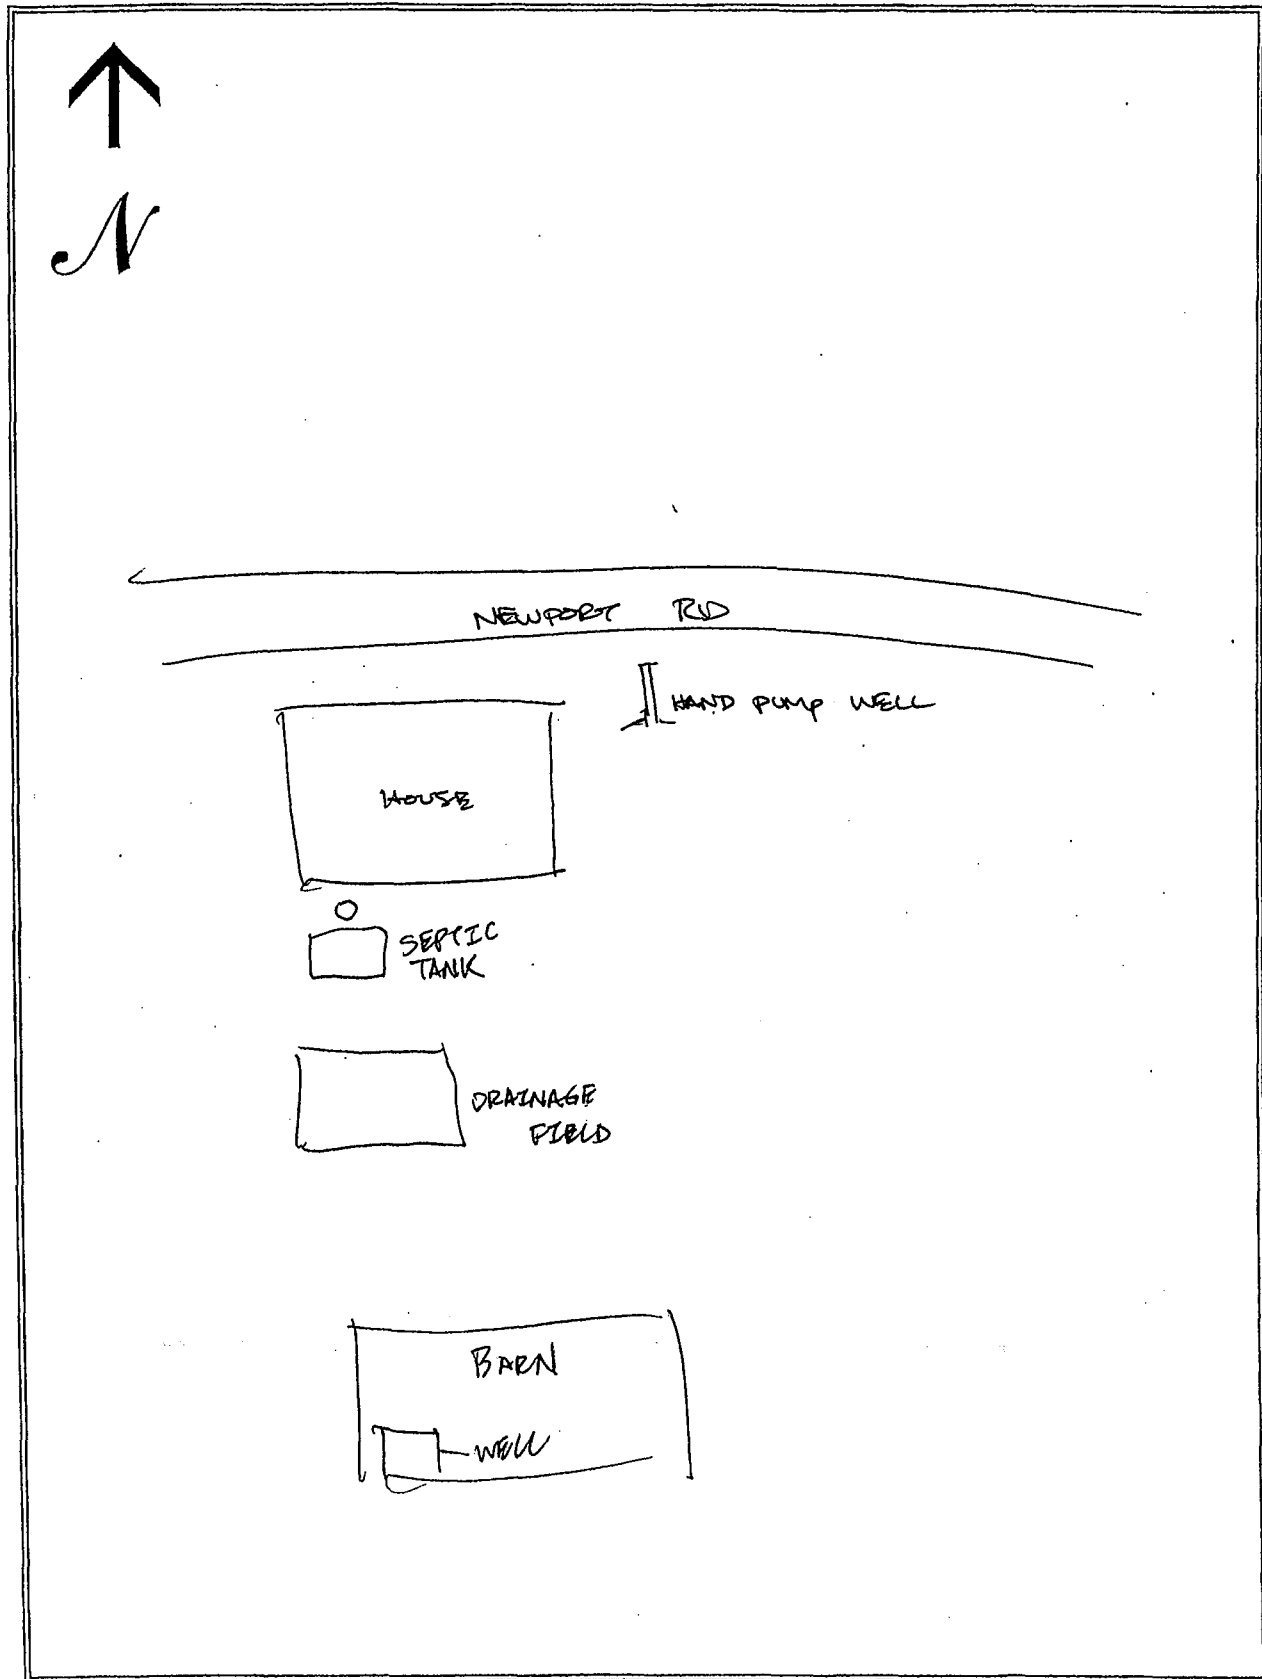 N
NEWPORT RD
HAND PUMP WELL
HOUSE
SEPTIC
TANK
DRAINAGE
FIELD
BARN
WELL